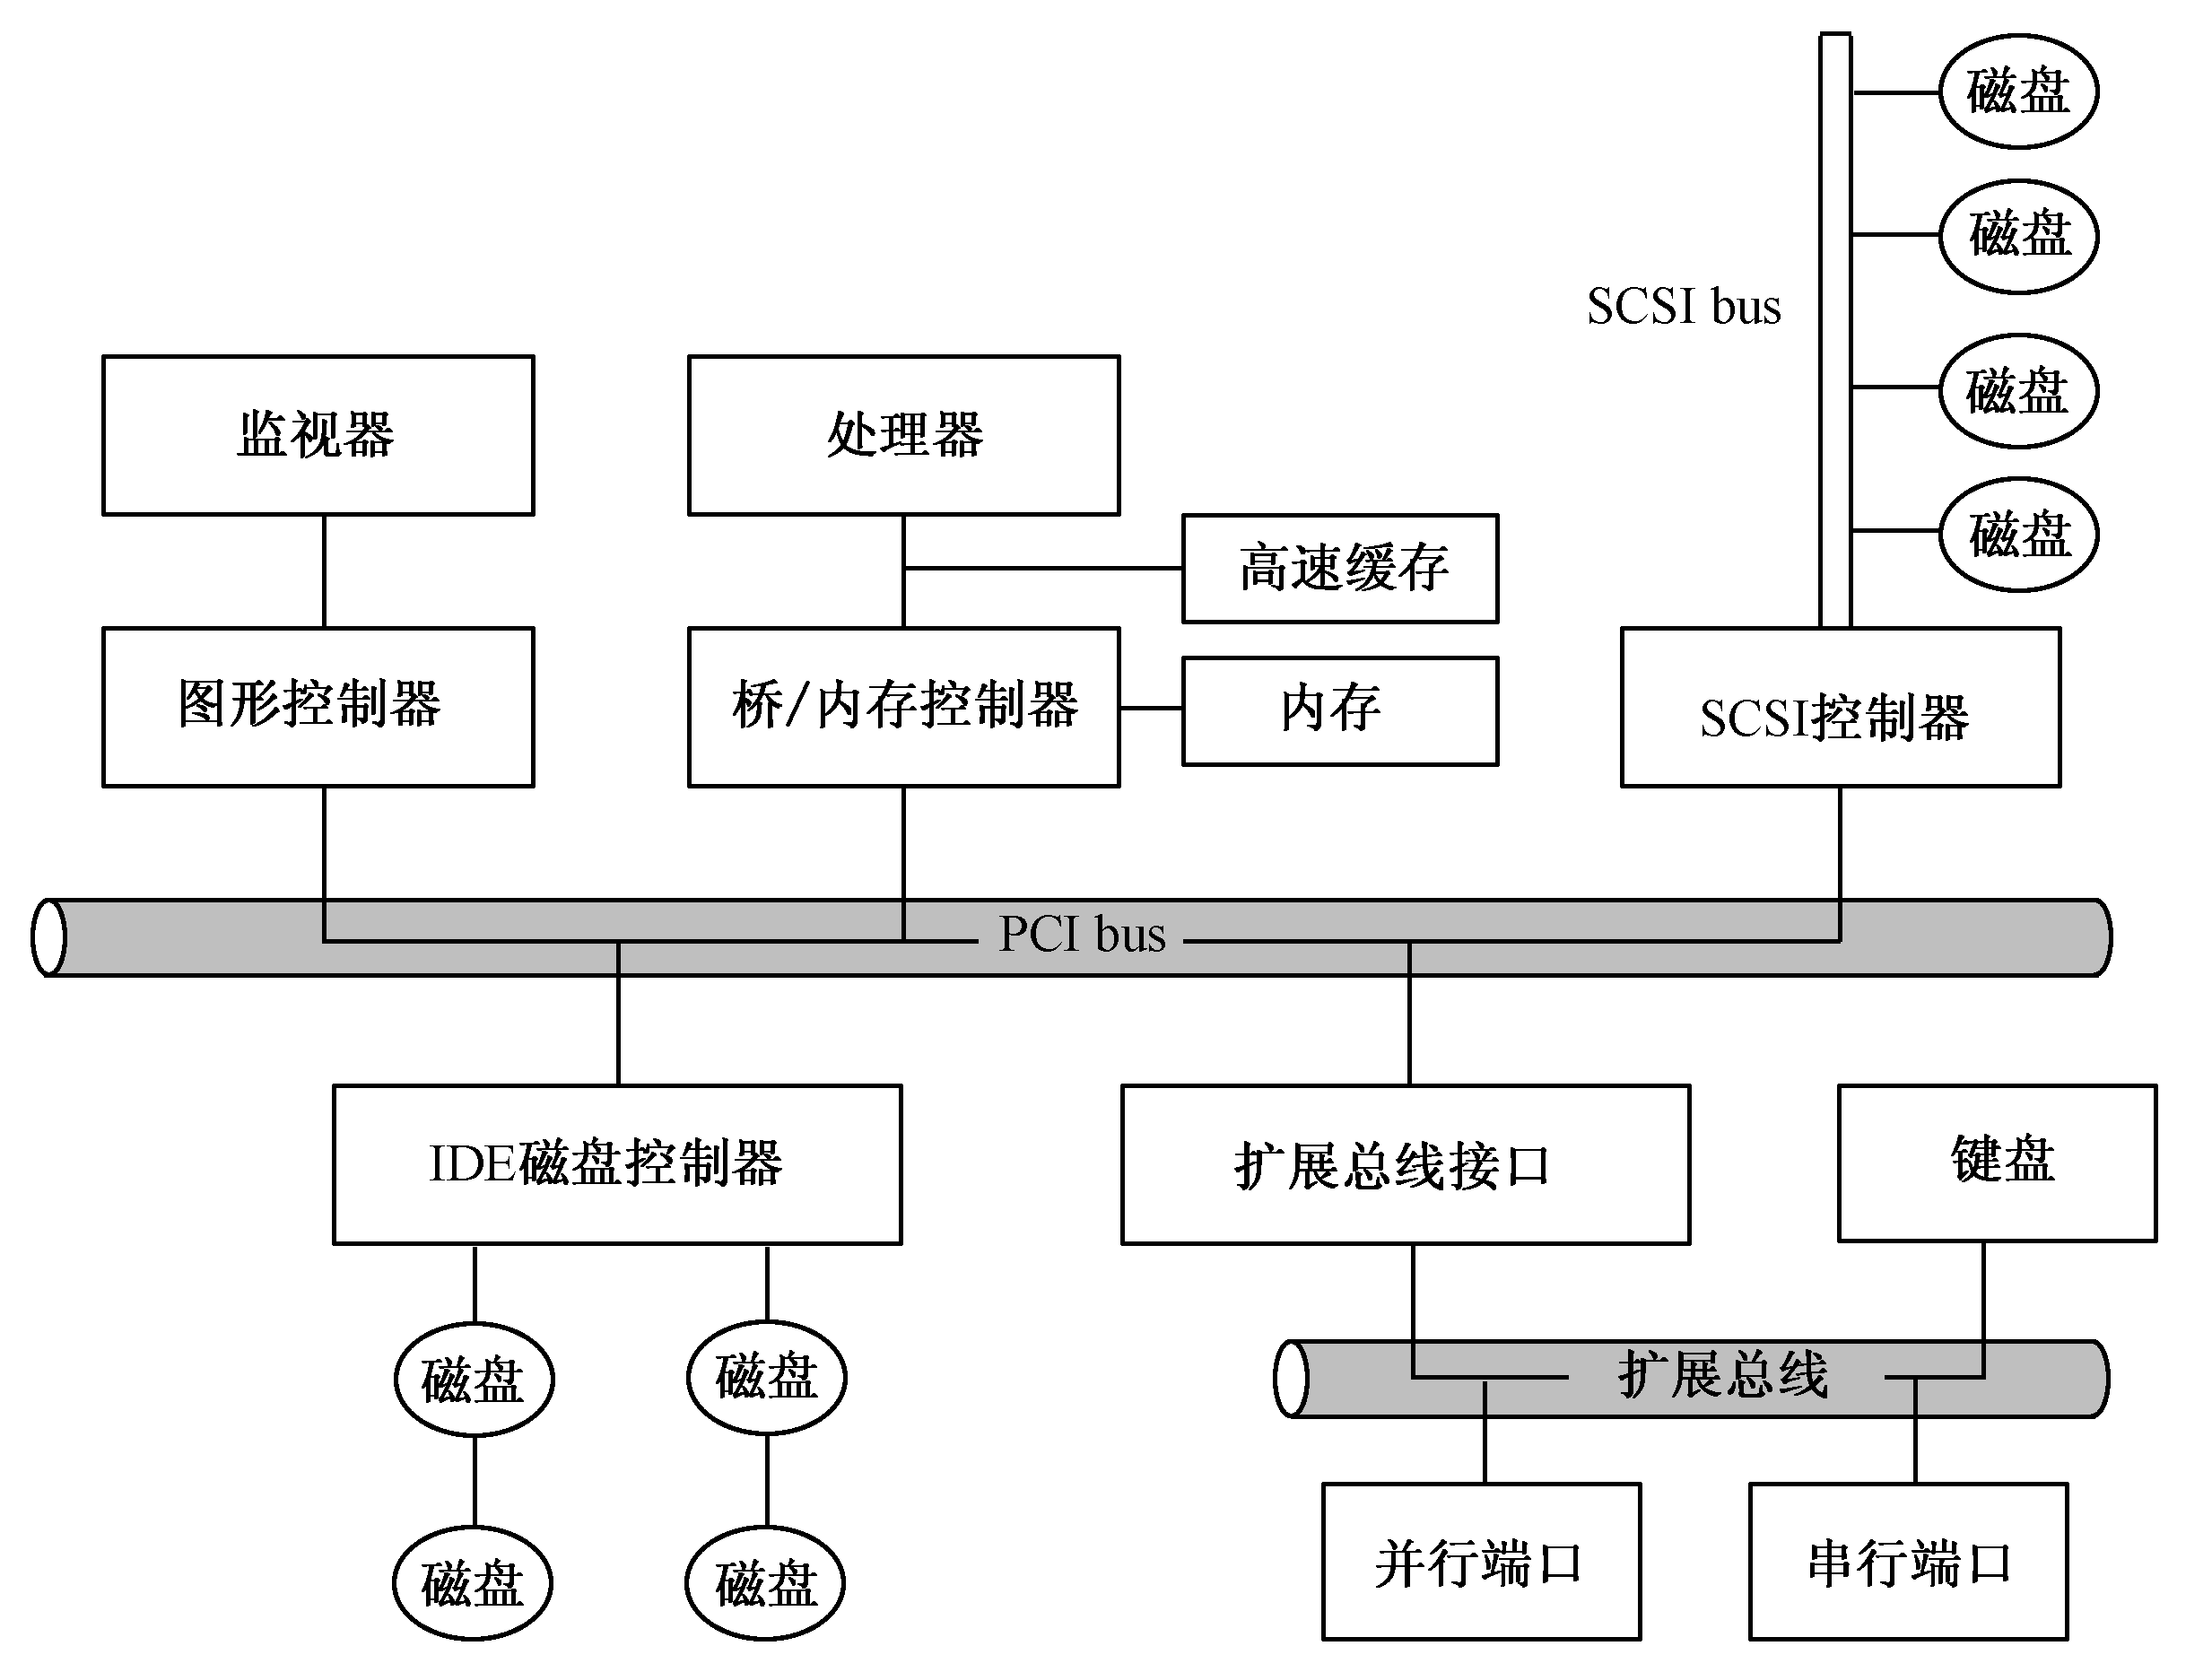 磁盘
磁盘
SCSI bus
磁盘
监视器
处理器
磁盘
高速缓存
图形控制器
桥/内存控制器
内存
SCSI控制器
PCI bus
IDE磁盘控制器
扩展总线接口
键盘
磁盘
磁盘
扩展总线
磁盘
磁盘
并行端口
串行端口